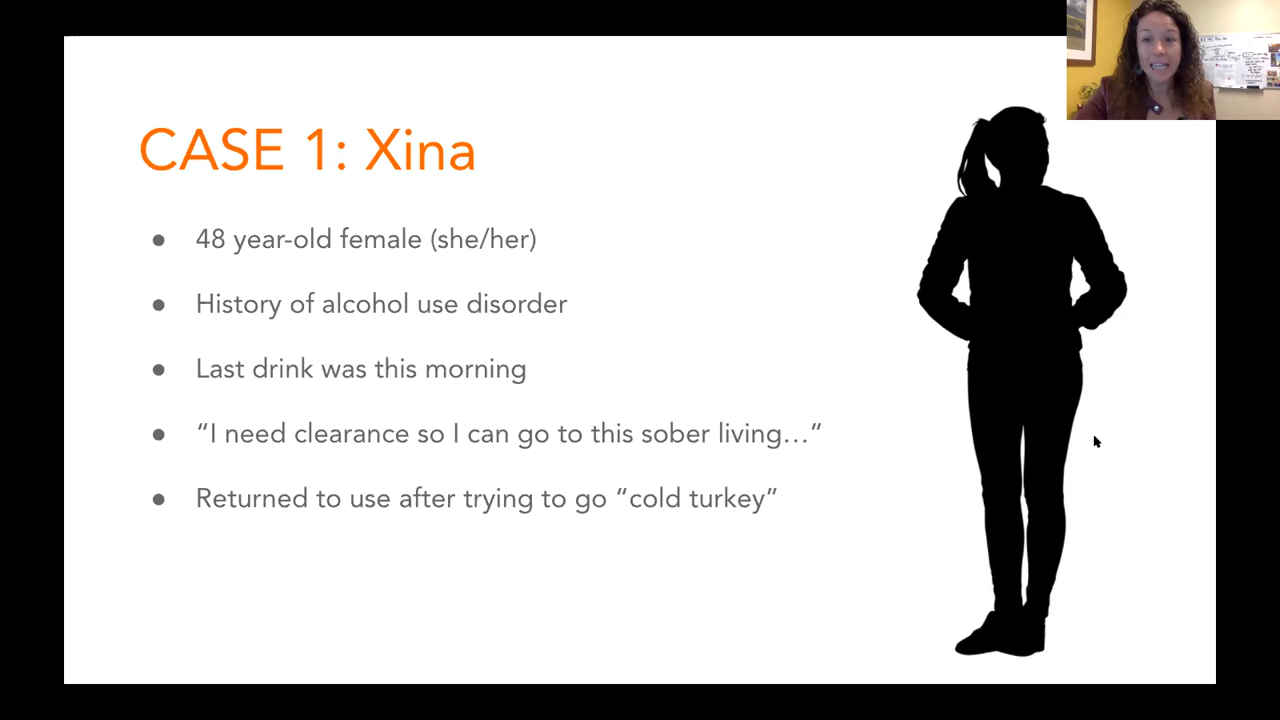 CASE 1: Xina
● 48 year-old female (she/her)
● History of alcohol use disorder
● Last drink was this morning
● “I need clearance so I can go to this sober living…”
● Returned to use after trying to go “cold turkey”